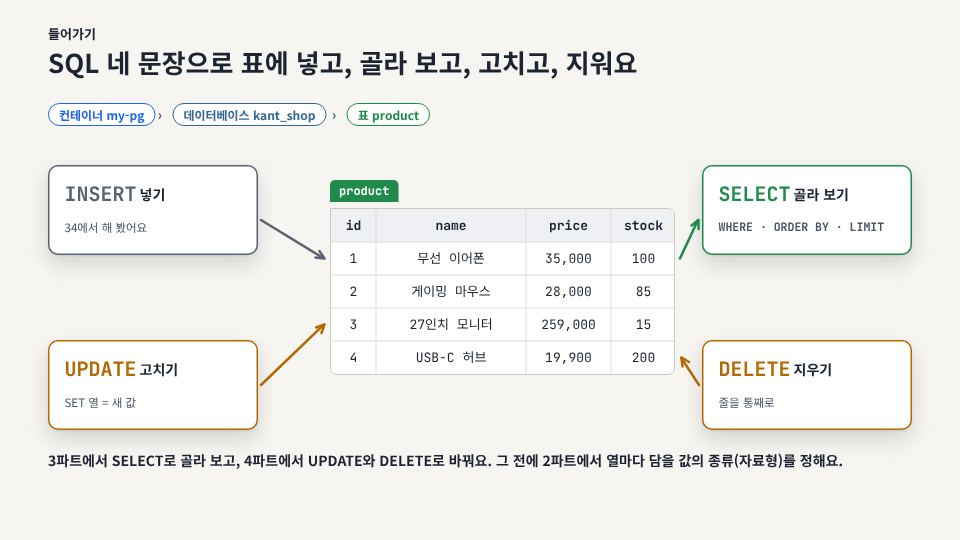 들어가기
SQL 네 문장으로 표에 넣고, 골라 보고, 고치고, 지워요
컨테이너 my-pg › 데이터베이스 kant_shop › 표 product
INSERT 넣기
34에서 해 봤어요
UPDATE 고치기
SET 열 = 새 값
product
id name price stock
1 무선 이어폰 35,000 100
2 게이밍 마우스 28,000 85
3 27인치 모니터 259,000 15
4 USB-C 허브 19,900 200
SELECT 골라 보기
WHERE · ORDER BY · LIMIT
DELETE 지우기
줄을 통째로
3파트에서 SELECT로 골라 보고, 4파트에서 UPDATE와 DELETE로 바꿔요. 그 전에 2파트에서 열마다 담을 값의 종류(자료형)를 정해요.